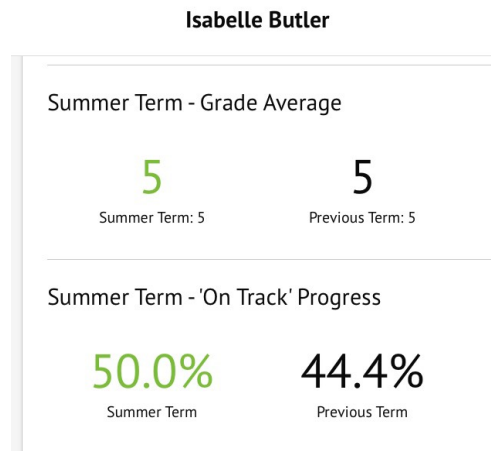 Isabelle Butler
Summer Term - Grade Average
5 5
Summer Term: 5 Previous Term: 5
Summer Term - 'On Track' Progress
50.0% 44.4%
Summer Term Previous Term